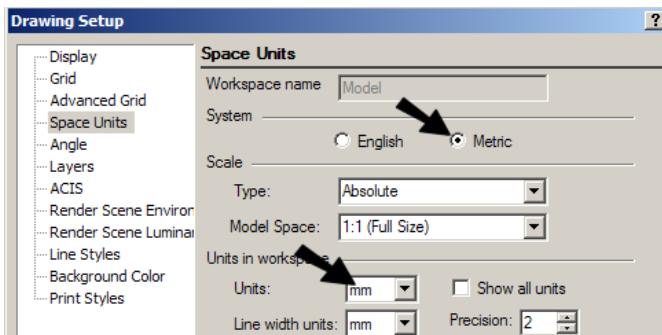 Drawing Setup ?
Display
Grid
Advanced Grid
Space Units
Angle
Layers
ACIS
Render Scene Environ
Render Scene Luminan
Line Styles
Background Color
Print Styles
Space Units
Workspace name Model
System
English Metric
Scale
Type: Absolute
Model Space: 1:1 (Full Size)
Units in workspace
Units: mm Show all units
Line width units: mm Precision: 2